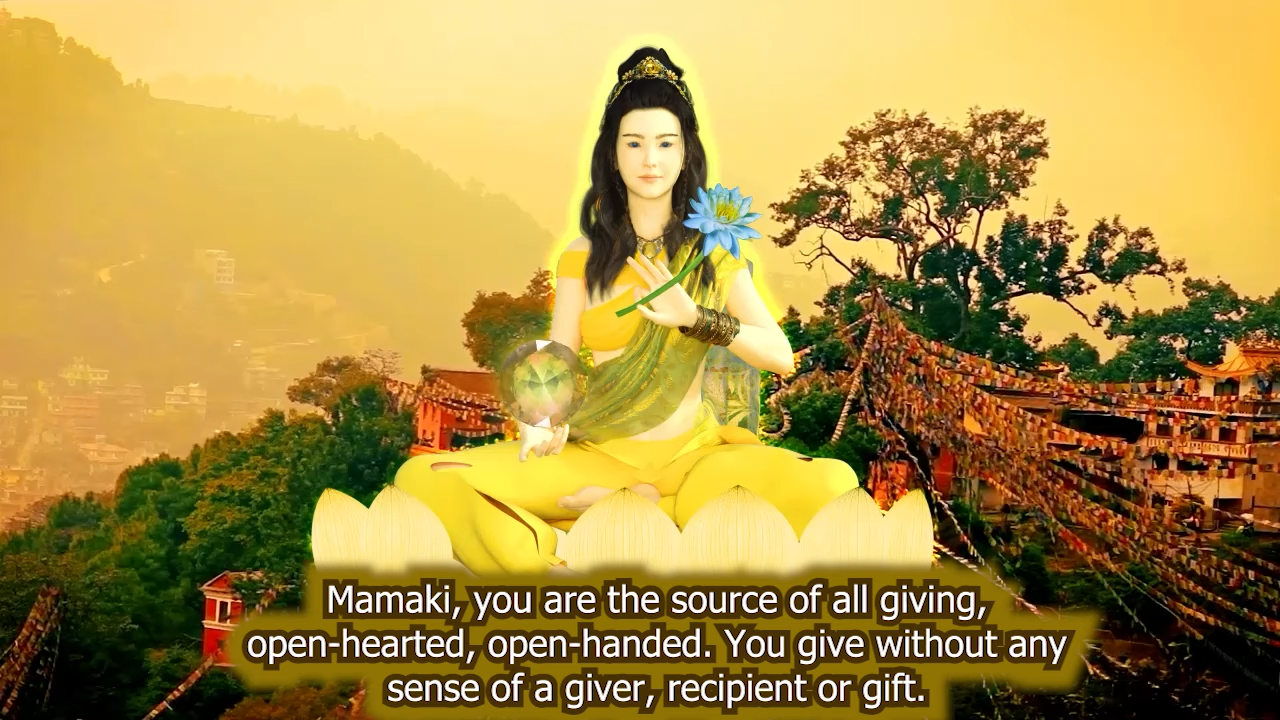 Mamaki, you are the source of all giving,
open-hearted, open-handed. You give without any
sense of a giver, recipient or gift.